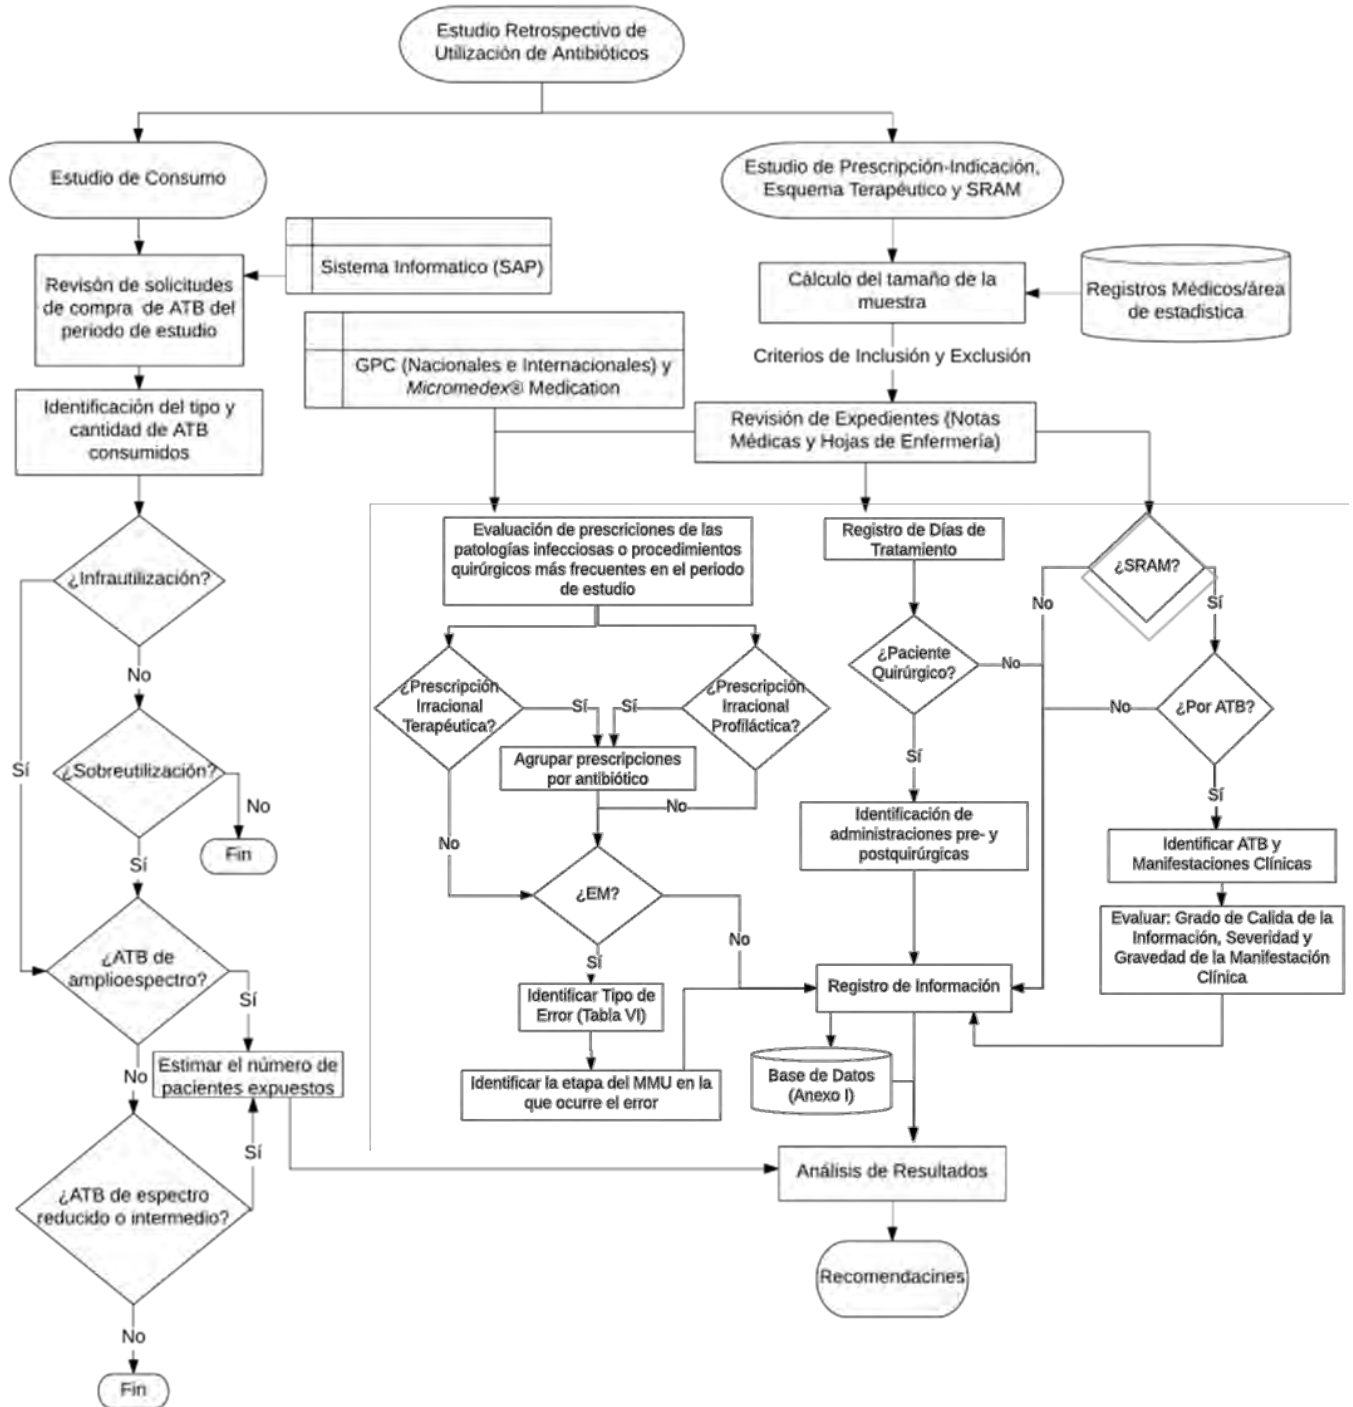 Estudio Retrospectivo de
Utilización de Antibióticos
Estudio de Consumo
Estudio de Prescripción-Indicación,
Esquema Terapéutico y SRAM
Sistema Informatico (SAP)
Revisón de solicitudes
de compra de ATB del
periodo de estudio
Cálculo del tamaño de la
muestra
Registros Médicos/área
de estadística
Criterios de Inclusión y Exclusión
GPC (Nacionales e Internacionales) y
Micromedex® Medication
Identificación del tipo y
cantidad de ATB
consumidos
Revisión de Expedientes (Notas
Médicas y Hojas de Enfermería)
Evaluación de prescriciones de las
patologías infecciosas o procedimientos
quirúrgicos más frecuentes en el periodo
de estudio
Registro de Días de
Tratamiento
¿SRAM?
No
Sí
¿Infrautilización?
No
Sí
¿Paciente
Quirúrgico?
No
Sí
¿Por ATB?
No
Sí
¿Prescripción
Irracional
Terapéutica?
Sí
No
¿Prescripción
Irracional
Profiláctica?
Sí
No
Agrupar prescripciones
por antibiótico
¿Sobreutilización?
No
Fin
Sí
Identificación de
administraciones pre- y
postquirúrgicas
Identificar ATB y
Manifestaciones Clínicas
¿EM?
No
Sí
Evaluar: Grado de Calida de la
Información, Severidad y
Gravedad de la Manifestación
Clínica
¿ATB de
amplioespectro?
Sí
No
Identificar Tipo de
Error (Tabla VI)
Registro de Información
Estimar el número de
pacientes expuestos
Identificar la etapa del MMU en la
que ocurre el error
Base de Datos
(Anexo I)
Sí
¿ATB de espectro
reducido o intermedio?
Análisis de Resultados
Recomendacines
No
Fin